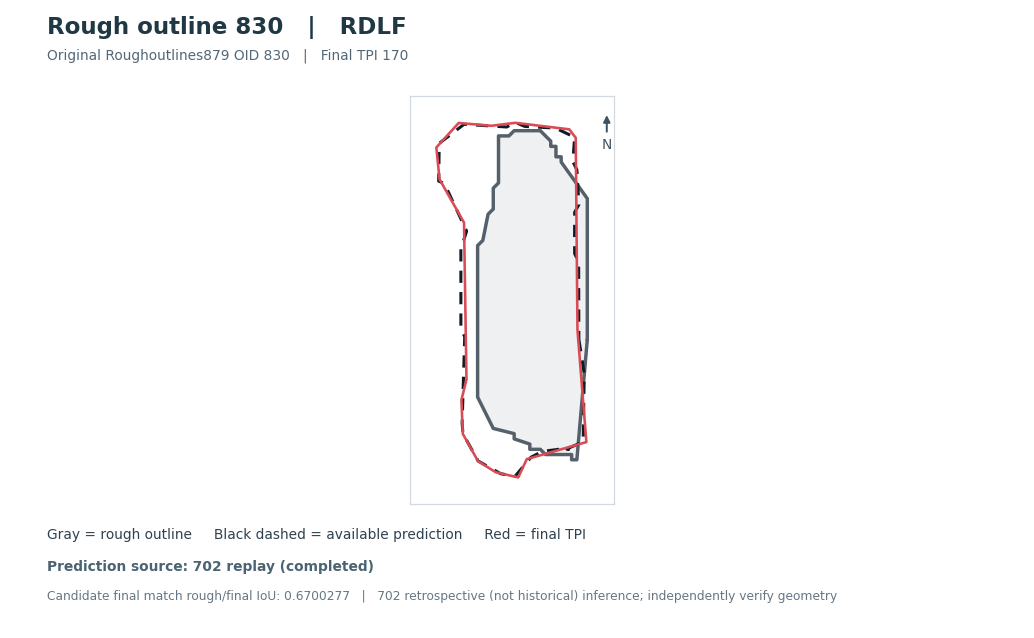 Rough outline 830   |   RDLF
Original Roughoutlines879 OID 830   |   Final TPI 170
N
Gray = rough outline     Black dashed = available prediction     Red = final TPI
Prediction source: 702 replay (completed)
Candidate final match rough/final IoU: 0.6700277   |   702 retrospective (not historical) inference; independently verify geometry